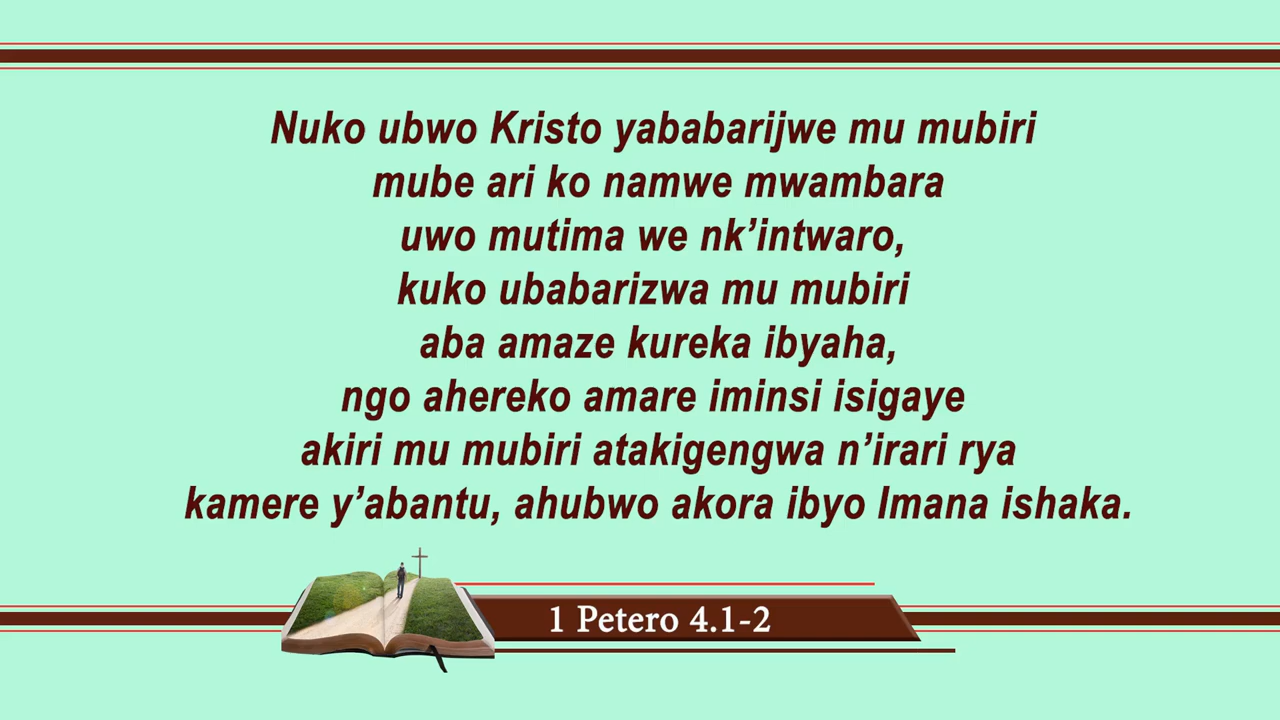 Nuko ubwo Kristo yababarijwe mu mubiri
mube ari ko namwe mwambara
uwo mutima we nk’intwaro,
kuko ubabarizwa mu mubiri
aba amaze kureka ibyaha,
ngo ahereko amare iminsi isigaye
akiri mu mubiri atakigengwa n’irari rya
kamere y’abantu, ahubwo akora ibyo Imana ishaka.
1 Petero 4.1-2